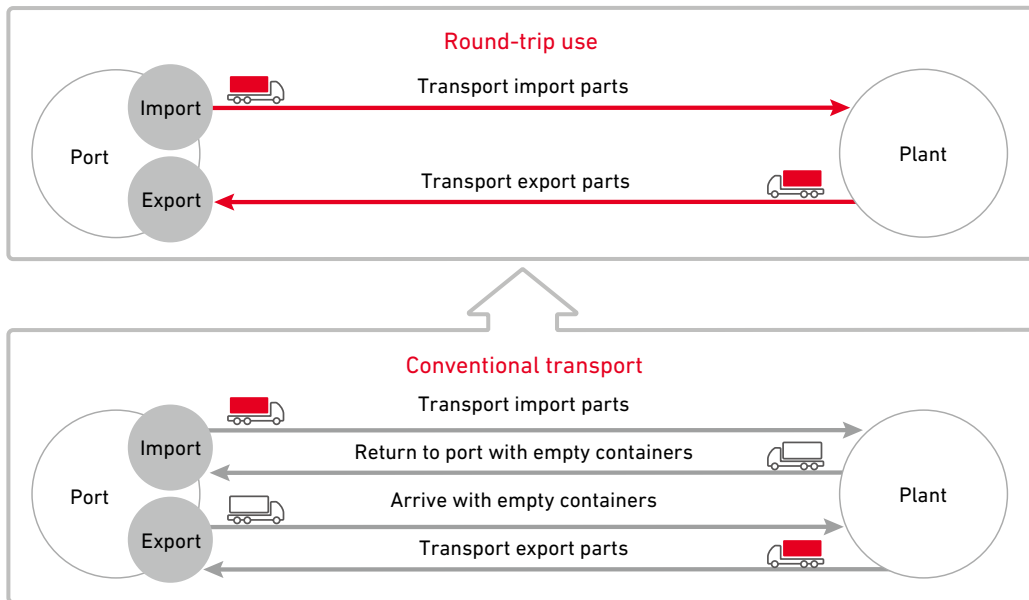 Round-trip use
Transport import parts
Import
Port
Plant
Transport export parts
Export
Conventional transport
Transport import parts
Import
Return to port with empty containers
Port
Arrive with empty containers
Plant
Export
Transport export parts